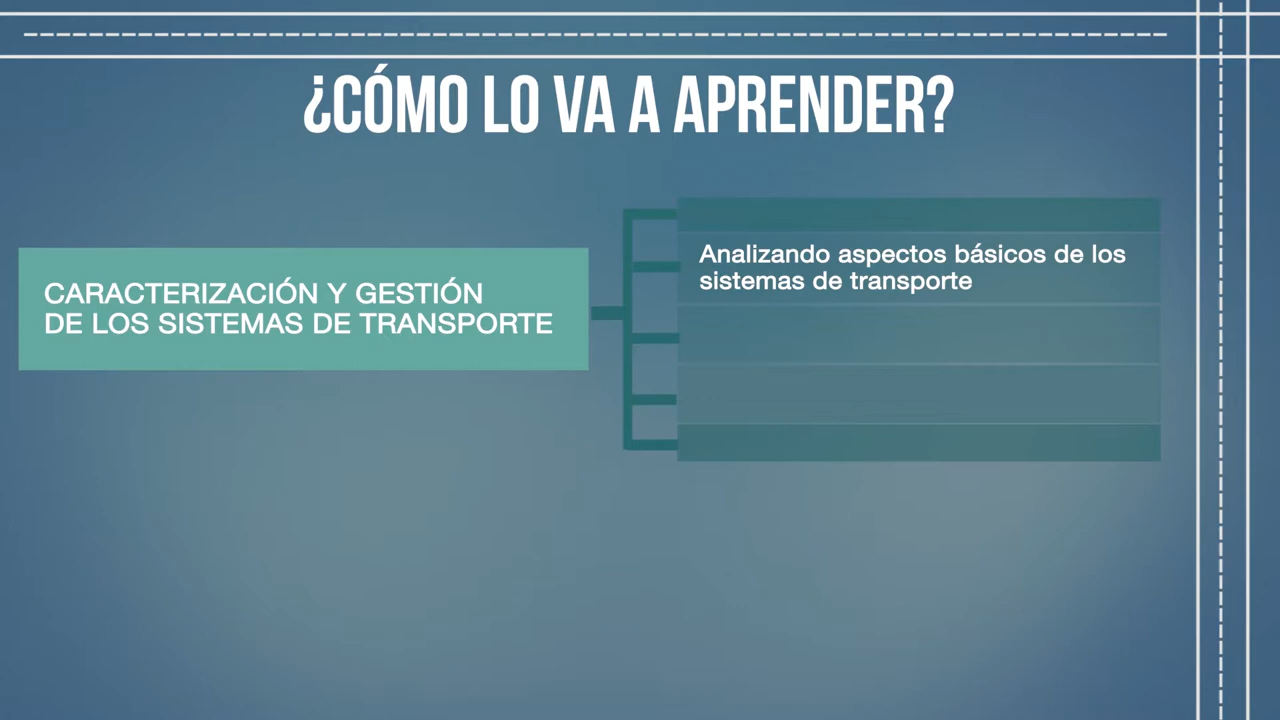 ¿CÓMO LO VA A APRENDER?
CARACTERIZACIÓN Y GESTIÓN
DE LOS SISTEMAS DE TRANSPORTE
Analizando aspectos básicos de los
sistemas de transporte